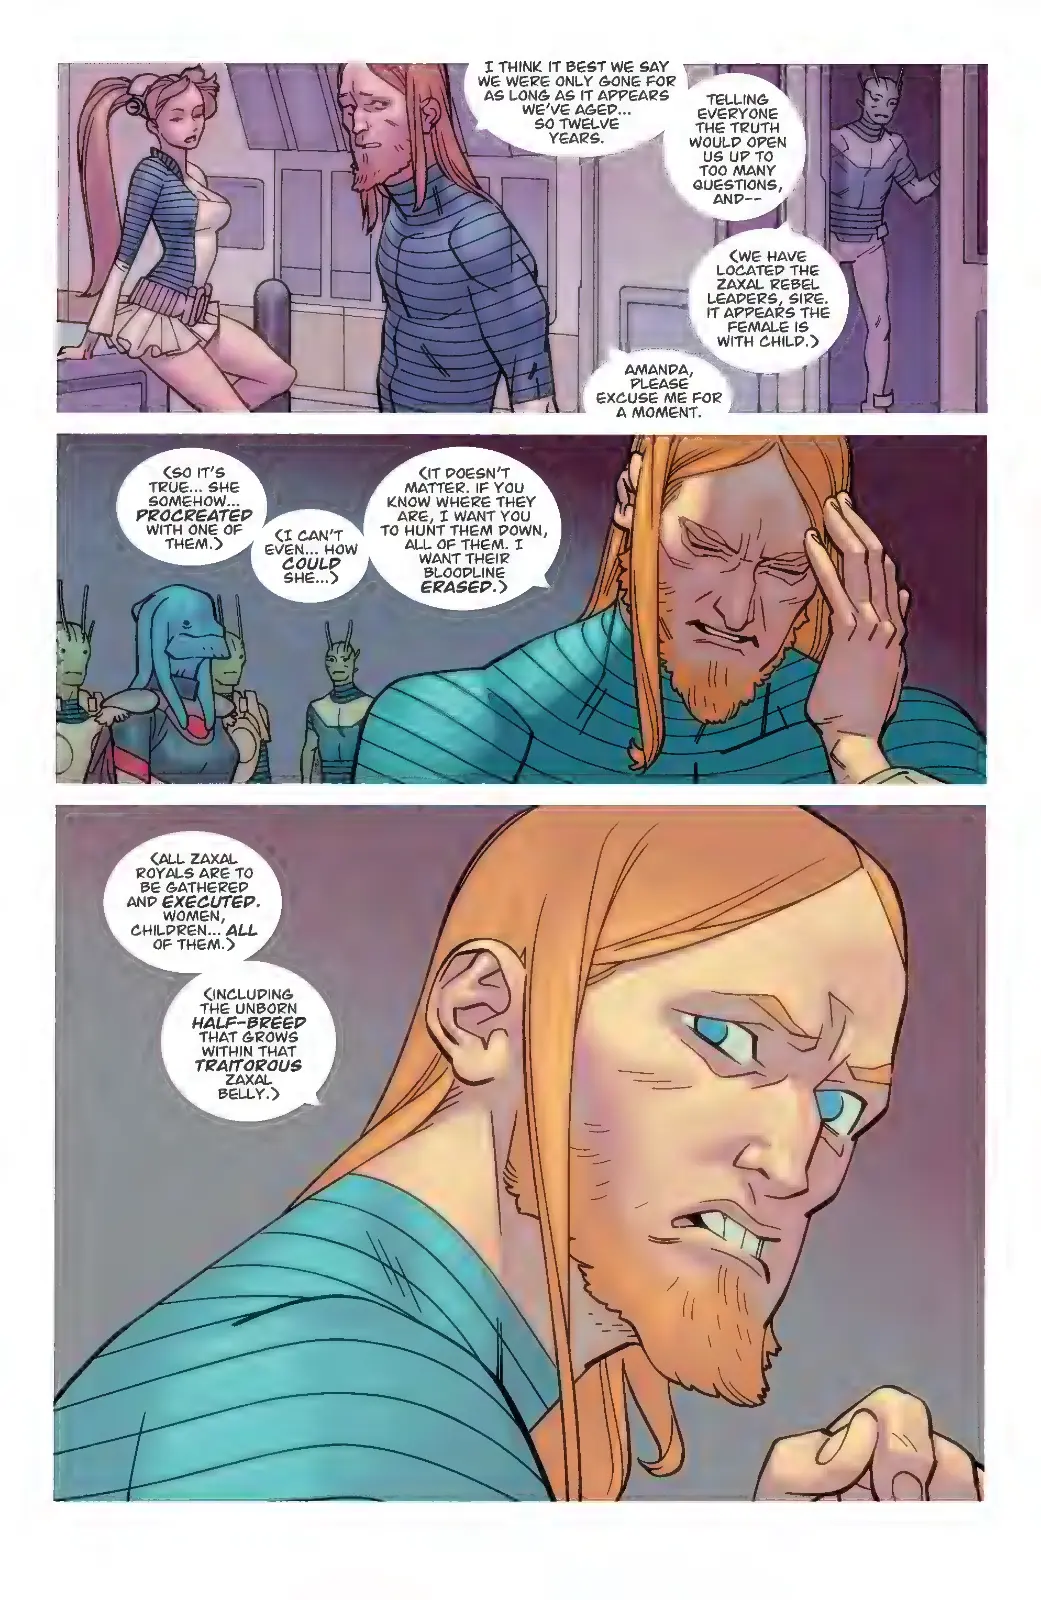 I THINK IT BEST WE SAY
WE WERE ONLY GONE FOR
AS LONG AS IT APPEARS
WE'VE AGED...
SO TWELVE
YEARS.
TELLING
EVERYONE
THE TRUTH
WOULD OPEN
US UP TO
TOO MANY
QUESTIONS,
AND--
(WE HAVE
LOCATED THE
ZAXAL REBEL
LEADERS, SIRE.
IT APPEARS THE
FEMALE IS
WITH CHILD.)
AMANDA,
PLEASE
EXCUSE ME FOR
A MOMENT.
(SO IT'S
TRUE... SHE
SOMEHOW...
PROCREATED
WITH ONE OF
THEM.)
(I CAN'T
EVEN... HOW
COULD
SHE...)
(IT DOESN'T
MATTER. IF YOU
KNOW WHERE THEY
ARE, I WANT YOU
TO HUNT THEM DOWN,
ALL OF THEM. I
WANT THEIR
BLOODLINE
ERASED.)
(ALL ZAXAL
ROYALS ARE TO
BE GATHERED
AND EXECUTED.
WOMEN,
CHILDREN... ALL
OF THEM.)
(INCLUDING
THE UNBORN
HALF-BREED
THAT GROWS
WITHIN THAT
TRAITOROUS
ZAXAL
BELLY.)